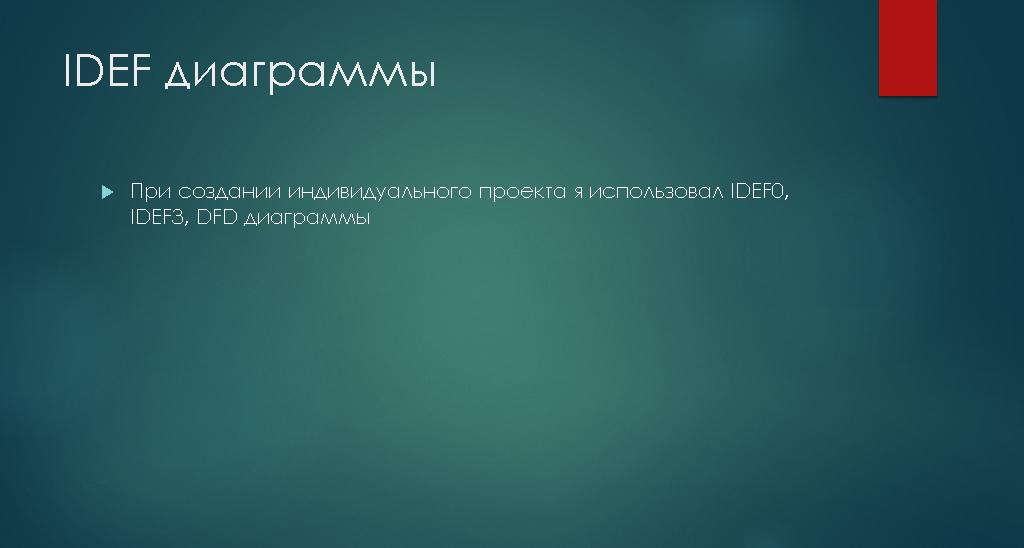 IDEF диаграммы
При создании индивидуального проекта я использовал IDEF0,
IDEF3, DFD диаграммы